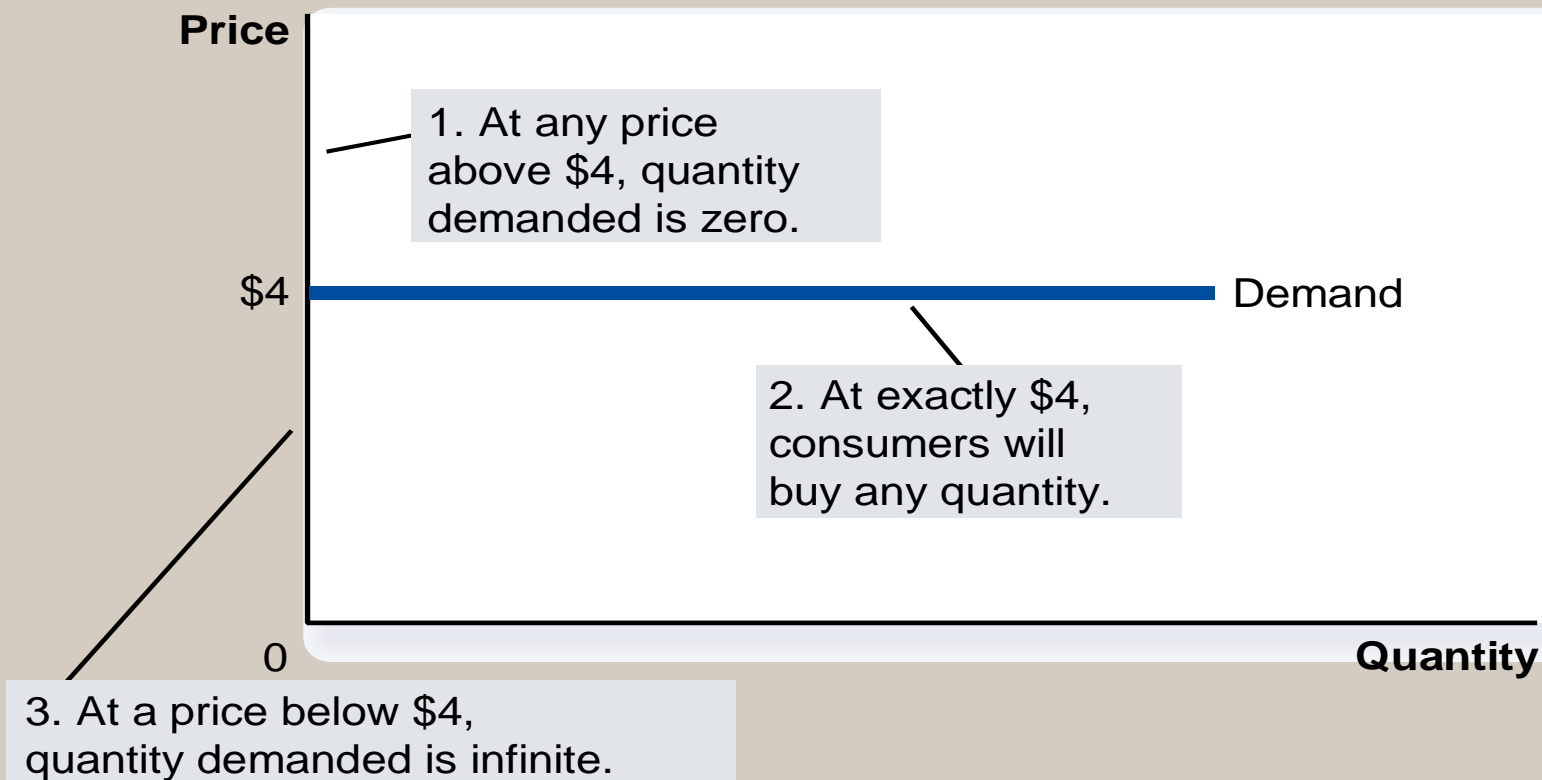 Price
1. At any price
above $4, quantity
demanded is zero.
$4
Demand
2. At exactly $4,
consumers will
buy any quantity.
0
Quantity
3. At a price below $4,
quantity demanded is infinite.